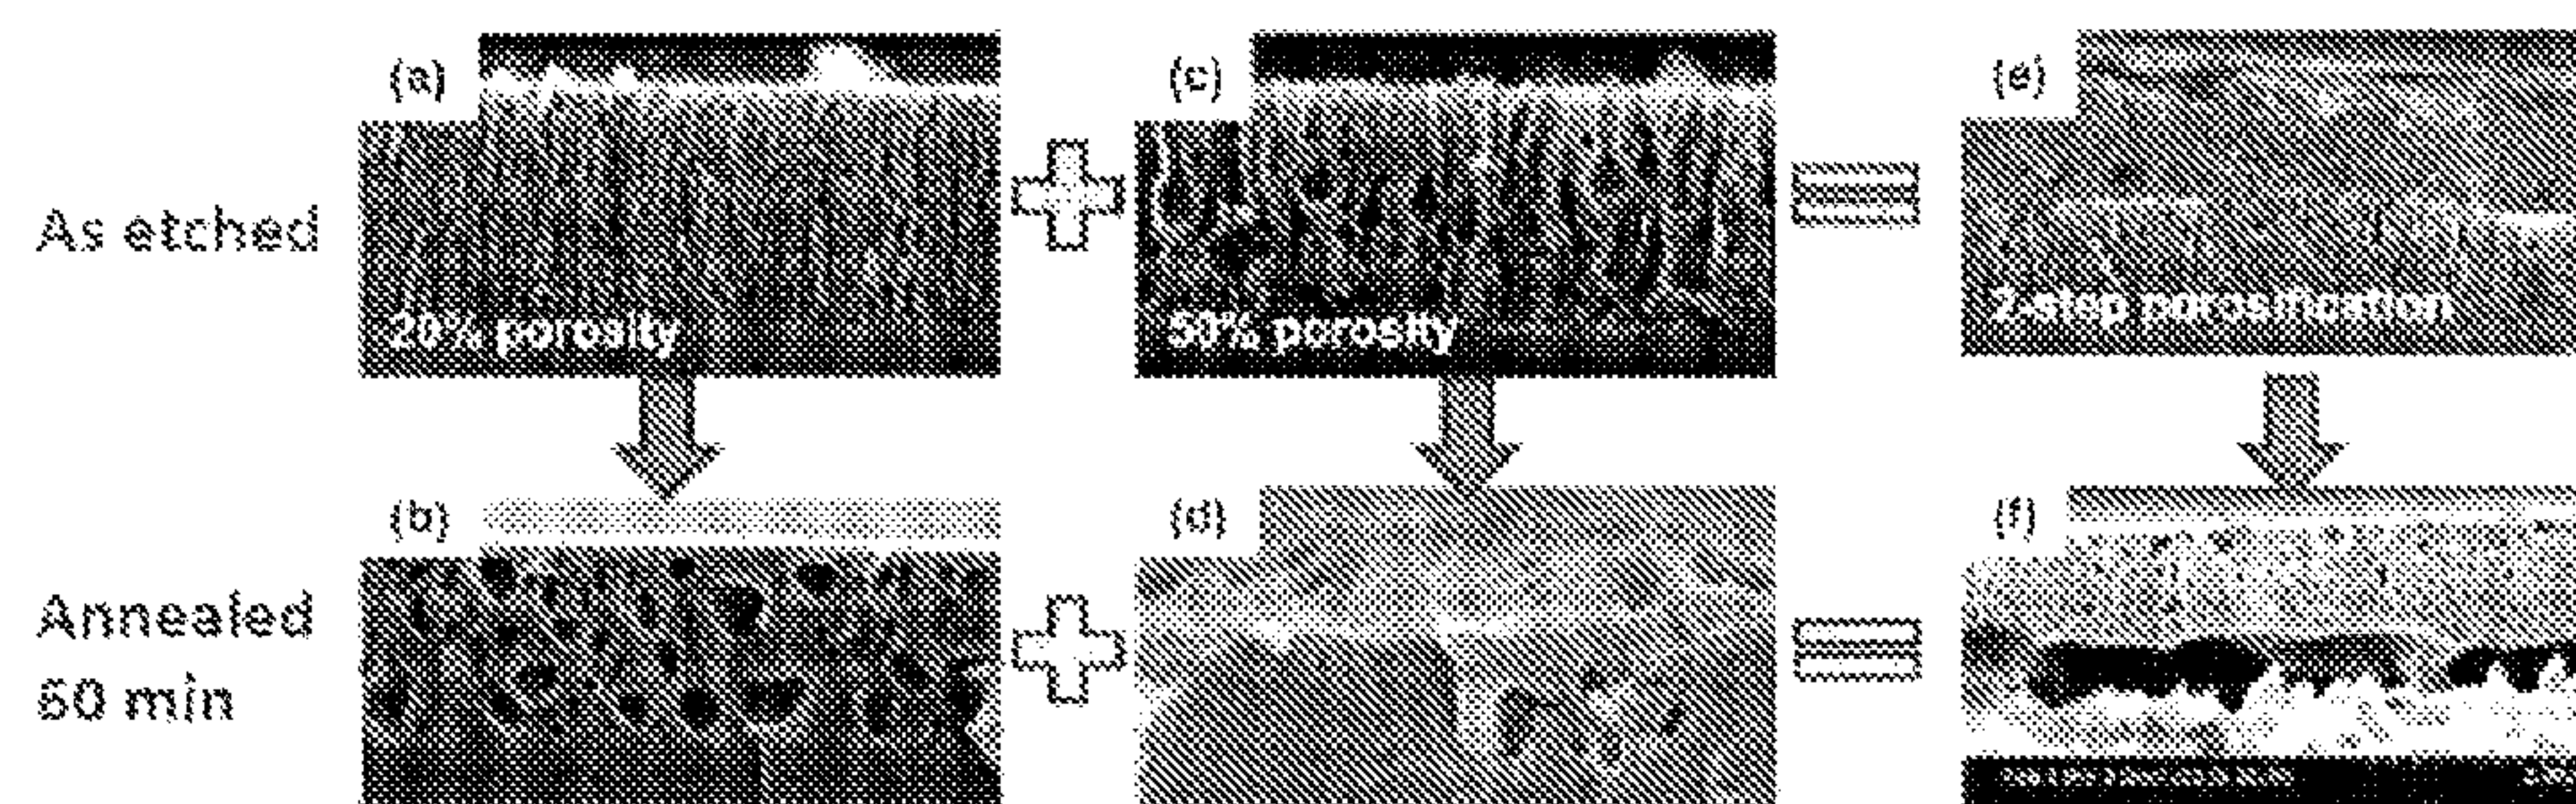 (a)
(c)
(e)
As etched
20% porosity
50% porosity
2-step porosification
(b)
(d)
(f)
Annealed
60 min